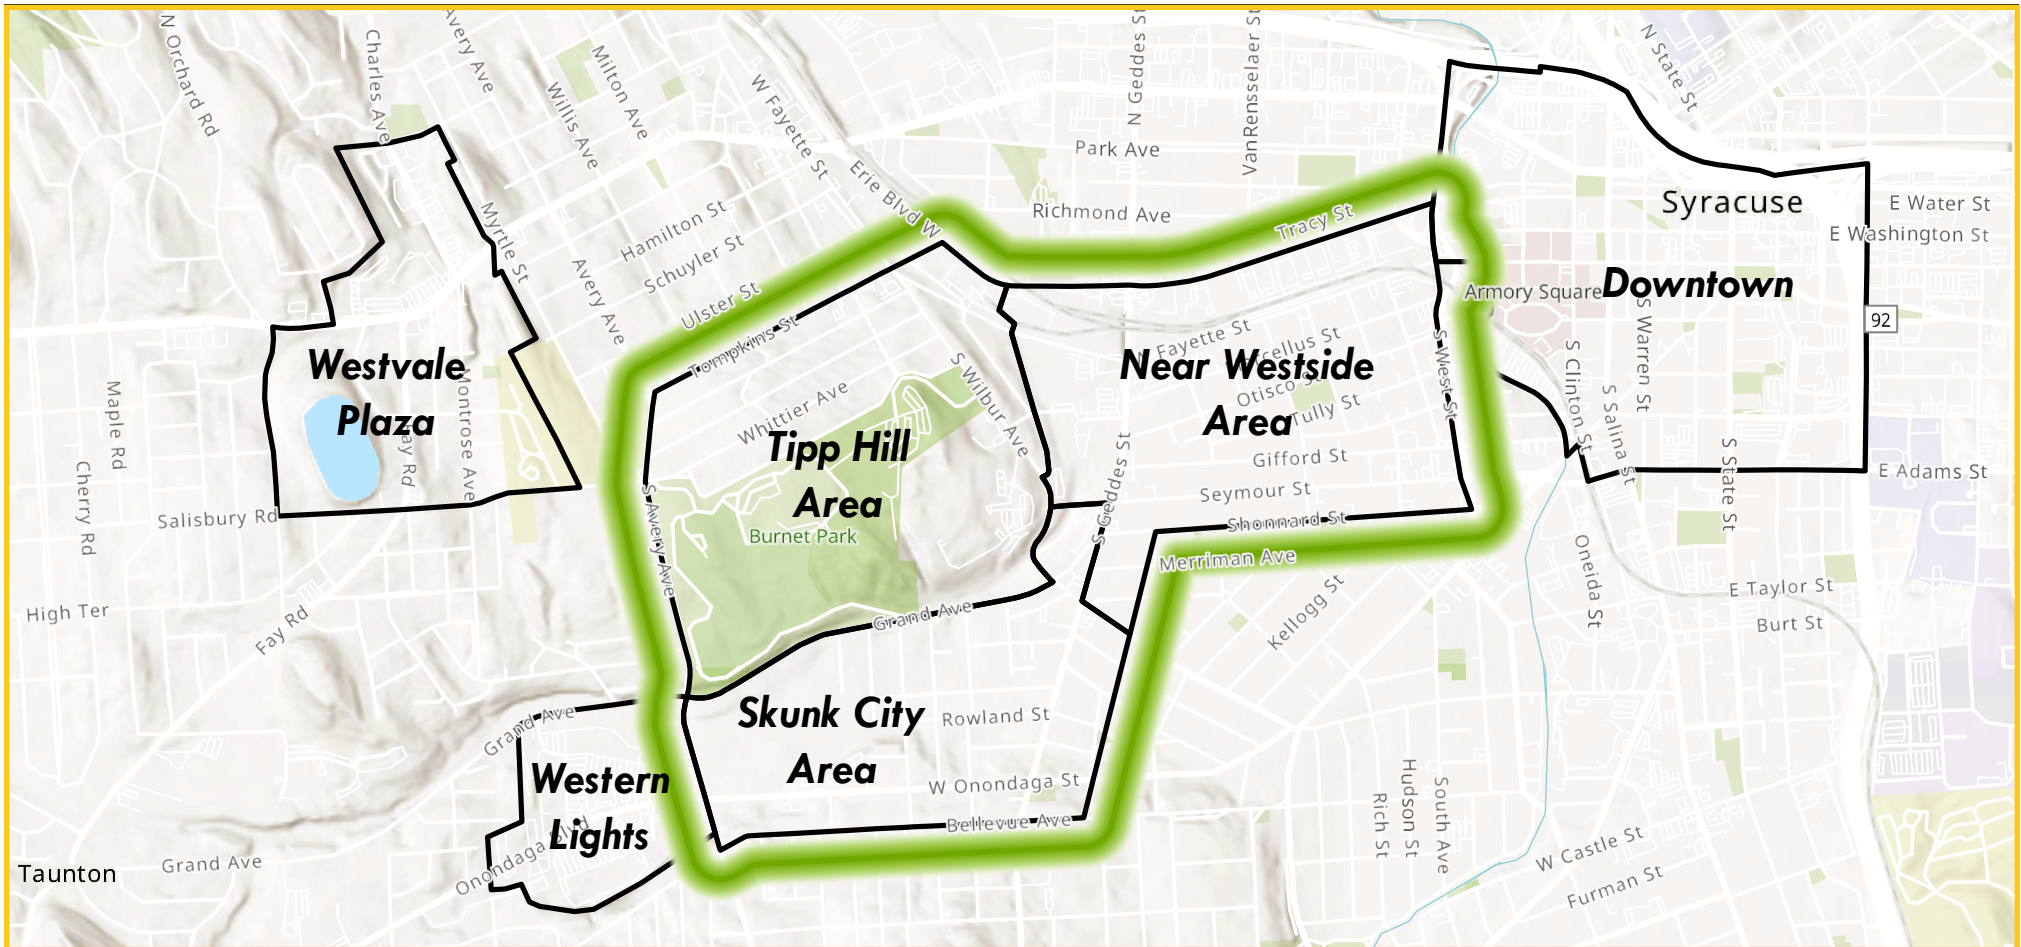 N Orchard Rd
Charles Ave
Avery Ave
Willis Ave
Milton Ave
W Fayette St
Erie Blvd W
N Geddes St
VanRensselaer St
N State St
Park Ave
Richmond Ave
Tracy St
Syracuse
E Water St
E Washington St
Myrtle St
Hamilton St
Schuyler St
Ulster St
Avery Ave
Tompkins St
Armory Square
Downtown
92
Westvale
Plaza
Maple Rd
Montrose Ave
Fay Rd
Cherry Rd
Salisbury Rd
Whittier Ave
S Wilbur Ave
Tipp Hill
Area
Burnet Park
S Avery Ave
N Fayette St
Marcellus St
Near Westside
Area
Otisco St
Tully St
Gifford St
Seymour St
Shonnard St
Merriman Ave
S Geddes St
S West St
S Clinton St
S Salina St
S Warren St
S State St
E Adams St
Oneida St
E Taylor St
Burt St
Kellogg St
High Ter
Fay Rd
Grand Ave
Grand Ave
Skunk City
Area
Rowland St
W Onondaga St
Bellevue Ave
Western
Lights
Onondaga Blvd
Grand Ave
Taunton
Rich St
Hudson St
South Ave
W Castle St
Furman St